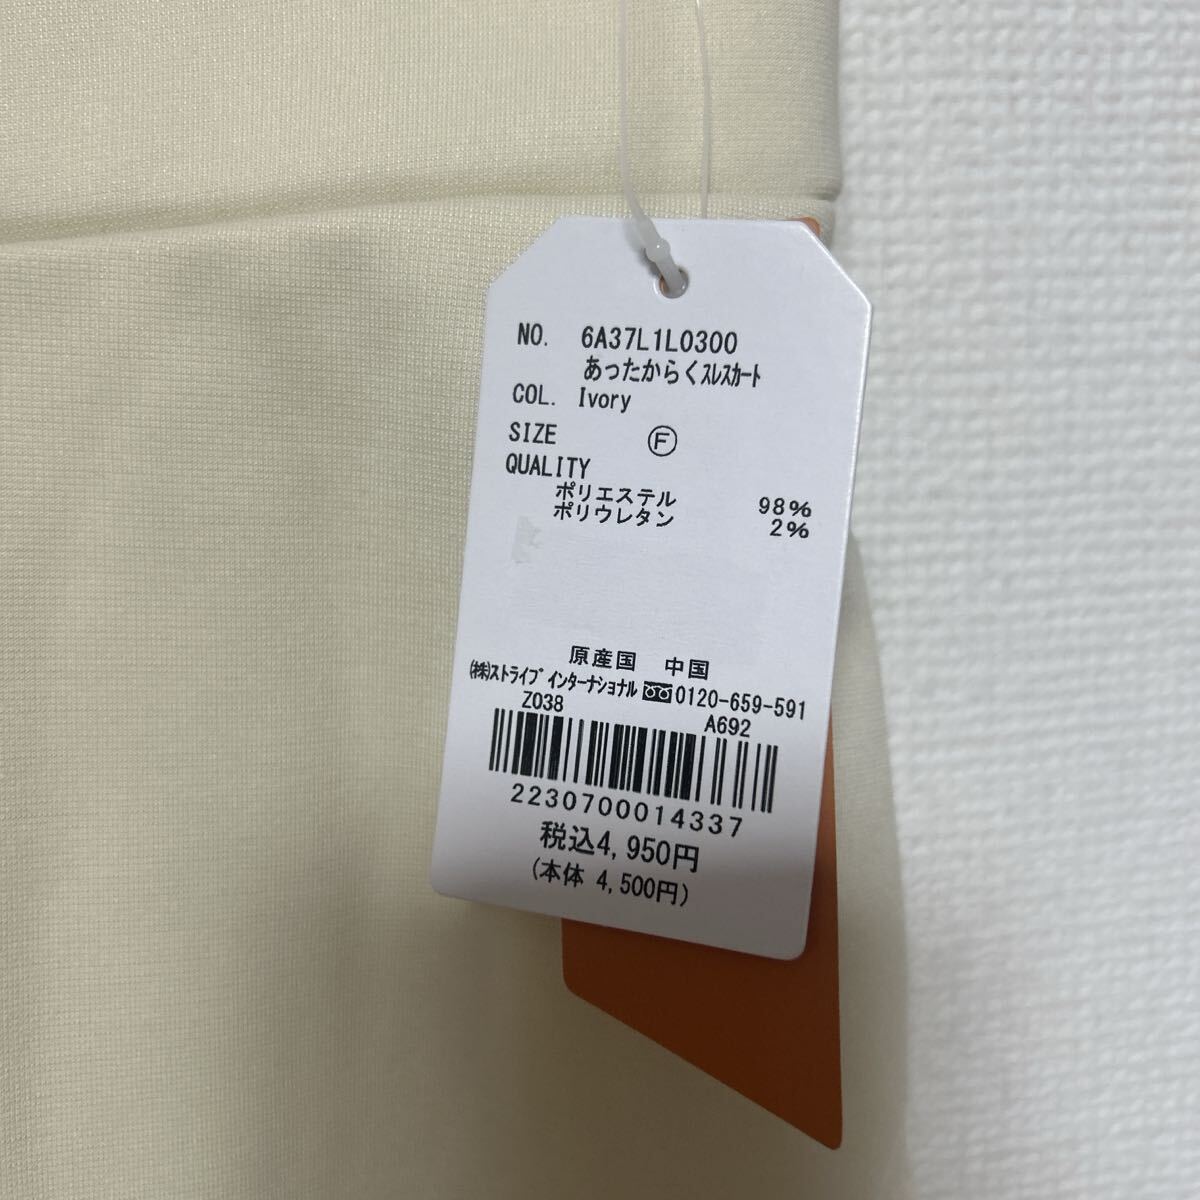 NO. 6A37L1L0300
あったからくｽﾚｽｶｰﾄ
COL. Ivory
SIZE Ⓕ
QUALITY
ポリエステル 98%
ポリウレタン 2%
原産国 中国
(株)ｽﾄﾗｲﾌﾟｲﾝﾀｰﾅｼｮﾅﾙ 0120-659-591
Z038 A692
2230700014337
税込4,950円
(本体 4,500円)